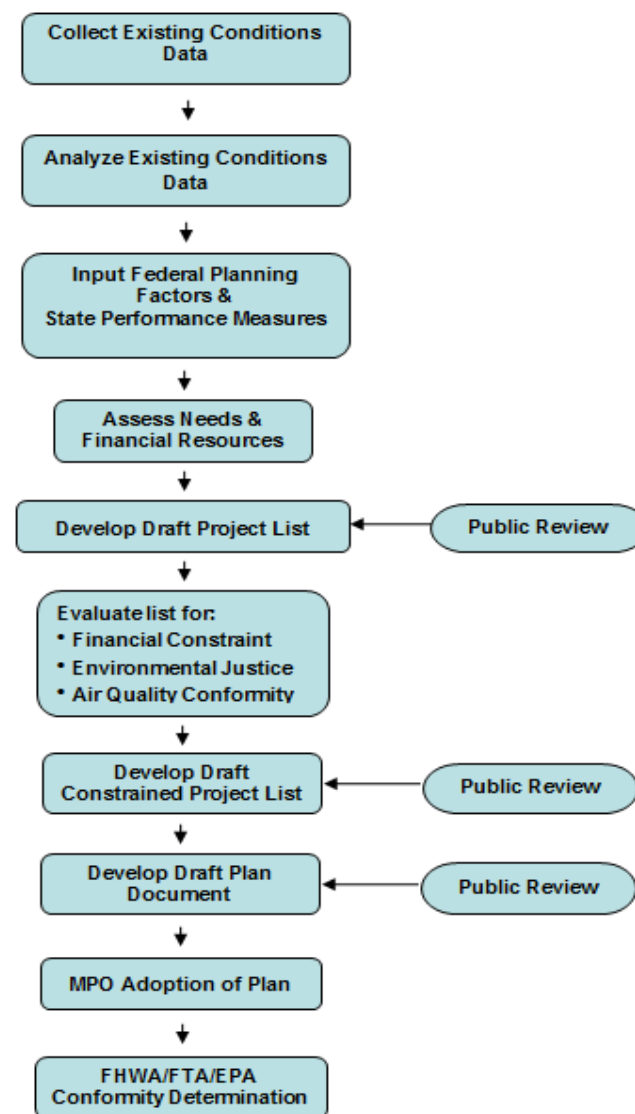 Collect Existing Conditions
Data
Analyze Existing Conditions
Data
Input Federal Planning
Factors &
State Performance Measures
Assess Needs &
Financial Resources
Develop Draft Project List
Public Review
Evaluate list for:
• Financial Constraint
• Environmental Justice
• Air Quality Conformity
Develop Draft
Constrained Project List
Public Review
Develop Draft Plan
Document
Public Review
MPO Adoption of Plan
FHWA/FTA/EPA
Conformity Determination